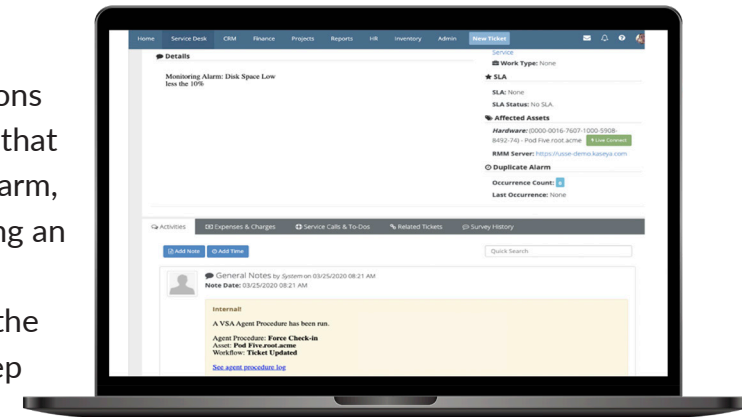 ons
that
arm,
ng an
the
ep
Home Service Desk CRM Finance Projects Reports HR Inventory Admin New Ticket
Details
Monitoring Alarm: Disk Space Low
less the 10%
Service
Work Type: None
SLA
SLA: None
SLA Status: No SLA
Affected Assets
Hardware: (0000-0016-7607-1000-5908-
8492-74) - Pod Five.root.acme Live Connect
RMM Server: https://usse-demo.kaseya.com
Duplicate Alarm
Occurrence Count:
Last Occurrence: None
Activities Expenses & Charges Service Calls & To-Dos Related Tickets Survey History
Add Note Add Time Quick Search
General Notes by System on 03/25/2020 08:21 AM
Note Date: 03/25/2020 08:21 AM
Internal!
A VSA Agent Procedure has been run.
Agent Procedure: Force Check-in
Asset: Pod Five.root.acme
Workflow: Ticket Updated
See agent procedure log